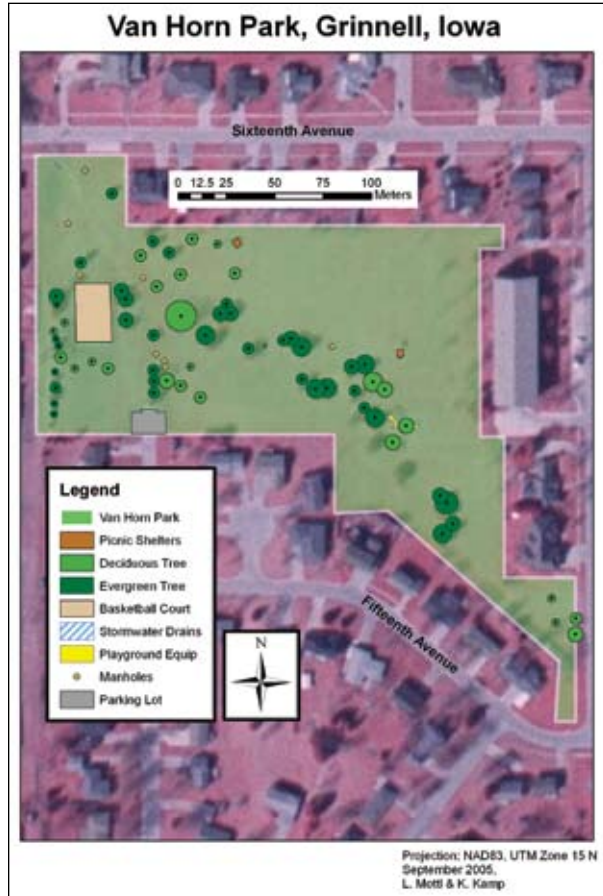 Van Horn Park, Grinnell, Iowa
Sixteenth Avenue
0 12.5 25 50 75 100
Meters
Legend
Van Horn Park
Picnic Shelters
Deciduous Tree
Evergreen Tree
Basketball Court
Stormwater Drains
Playground Equip
Manholes
Parking Lot
N
Fifteenth Avenue
Projection: NAD83, UTM Zone 15 N
September 2005,
L. Mottl & K. Kamp